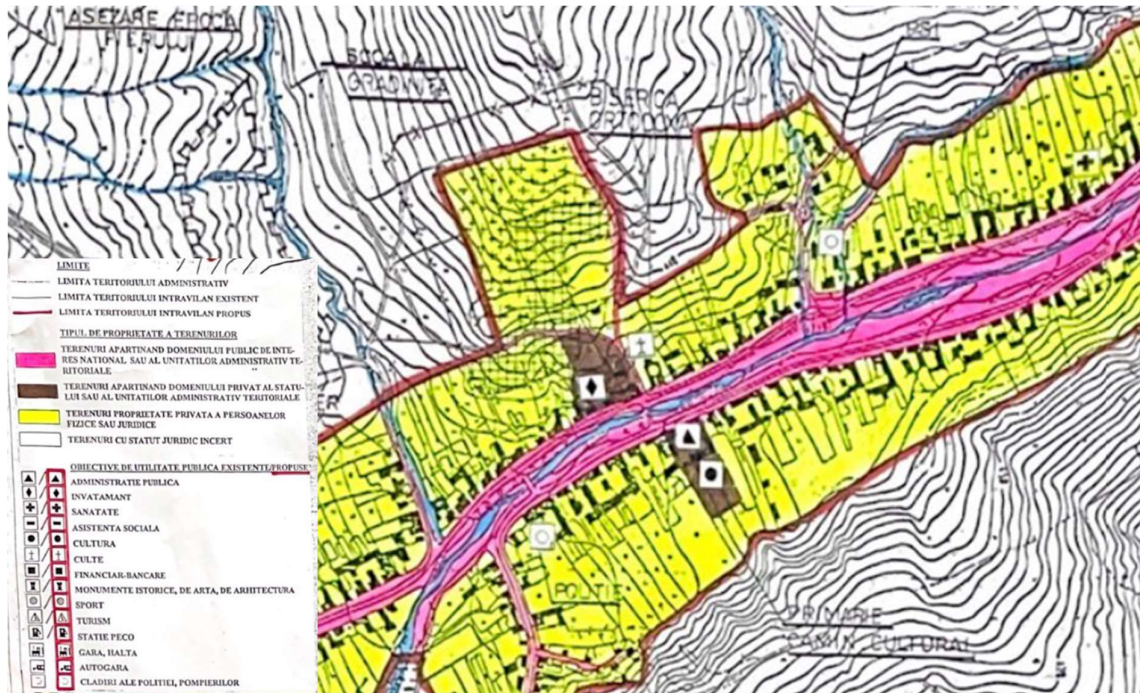 ASEZARE EPOCA
FIERULUI
SCOALA
GRADINITA
BISERICA
ORTODOXA
POLITIE
PRIMARIE
CAMIN CULTURAL
LIMITE
LIMITA TERITORIULUI ADMINISTRATIV
LIMITA TERITORIULUI INTRAVILAN EXISTENT
LIMITA TERITORIULUI INTRAVILAN PROPUS
TIPUL DE PROPRIETATE A TERENURILOR
TERENURI APARTINAND DOMENIULUI PUBLIC DE INTE-
RES NATIONAL SAU AL UNITATILOR ADMINISTRATIV TE-
RITORIALE
TERENURI APARTINAND DOMENIULUI PRIVAT AL STATU-
LUI SAU AL UNITATILOR ADMINISTRATIV TERITORIALE
TERENURI PROPRIETATE PRIVATA A PERSOANELOR
FIZICE SAU JURIDICE
TERENURI CU STATUT JURIDIC INCERT
OBIECTIVE DE UTILITATE PUBLICA EXISTENTE/PROPUSE
ADMINISTRATIE PUBLICA
INVATAMANT
SANATATE
ASISTENTA SOCIALA
CULTURA
CULTE
FINANCIAR-BANCARE
MONUMENTE ISTORICE, DE ARTA, DE ARHITECTURA
SPORT
TURISM
STATIE PECO
GARA, HALTA
AUTOGARA
CLADIRI ALE POLITIEI, POMPIERILOR